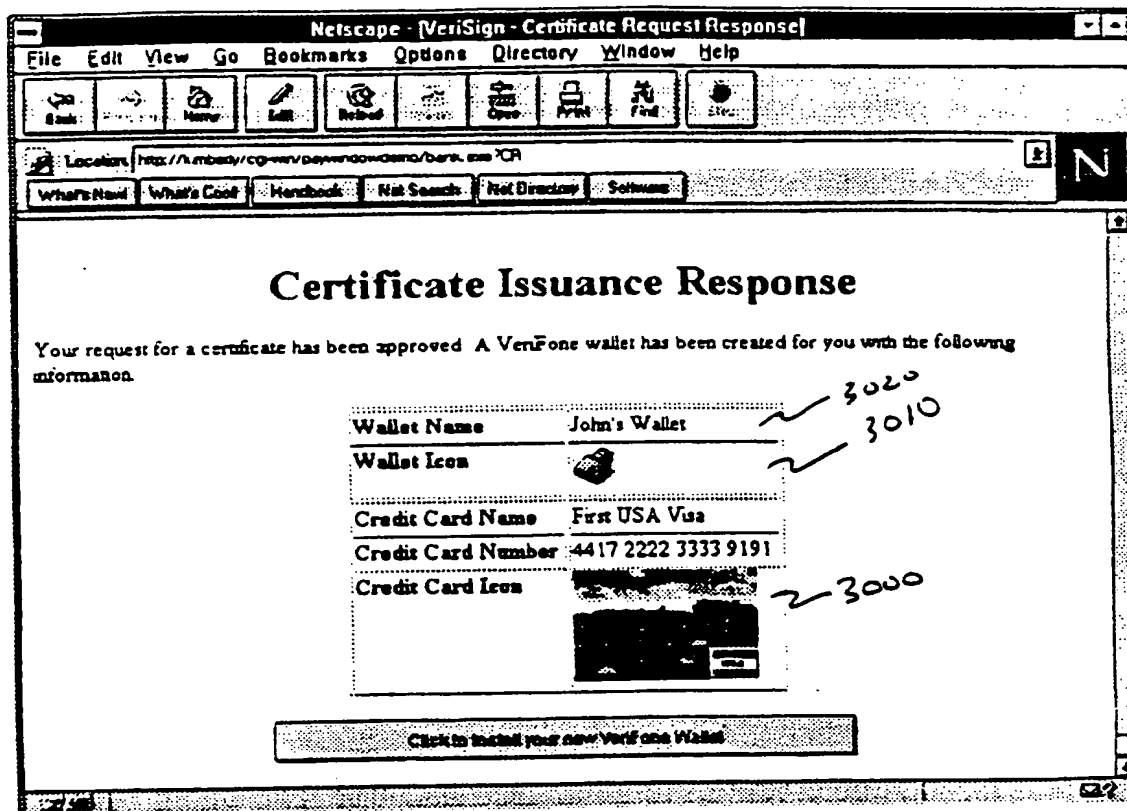 Netscape - [VeriSign - Certificate Request Response]
File Edit View Go Bookmarks Options Directory Window Help
Back Home Edit Reload Open Print Find
Location:
What's New! What's Cool! Handbook Net Search Net Directory Software
N
Certificate Issuance Response
Your request for a certificate has been approved A VeriFone wallet has been created for you with the following
information.
Wallet Name John's Wallet 3020
Wallet Icon 3010
Credit Card Name First USA Visa
Credit Card Number 4417 2222 3333 9191
Credit Card Icon 3000
Click to install your new VeriFone Wallet